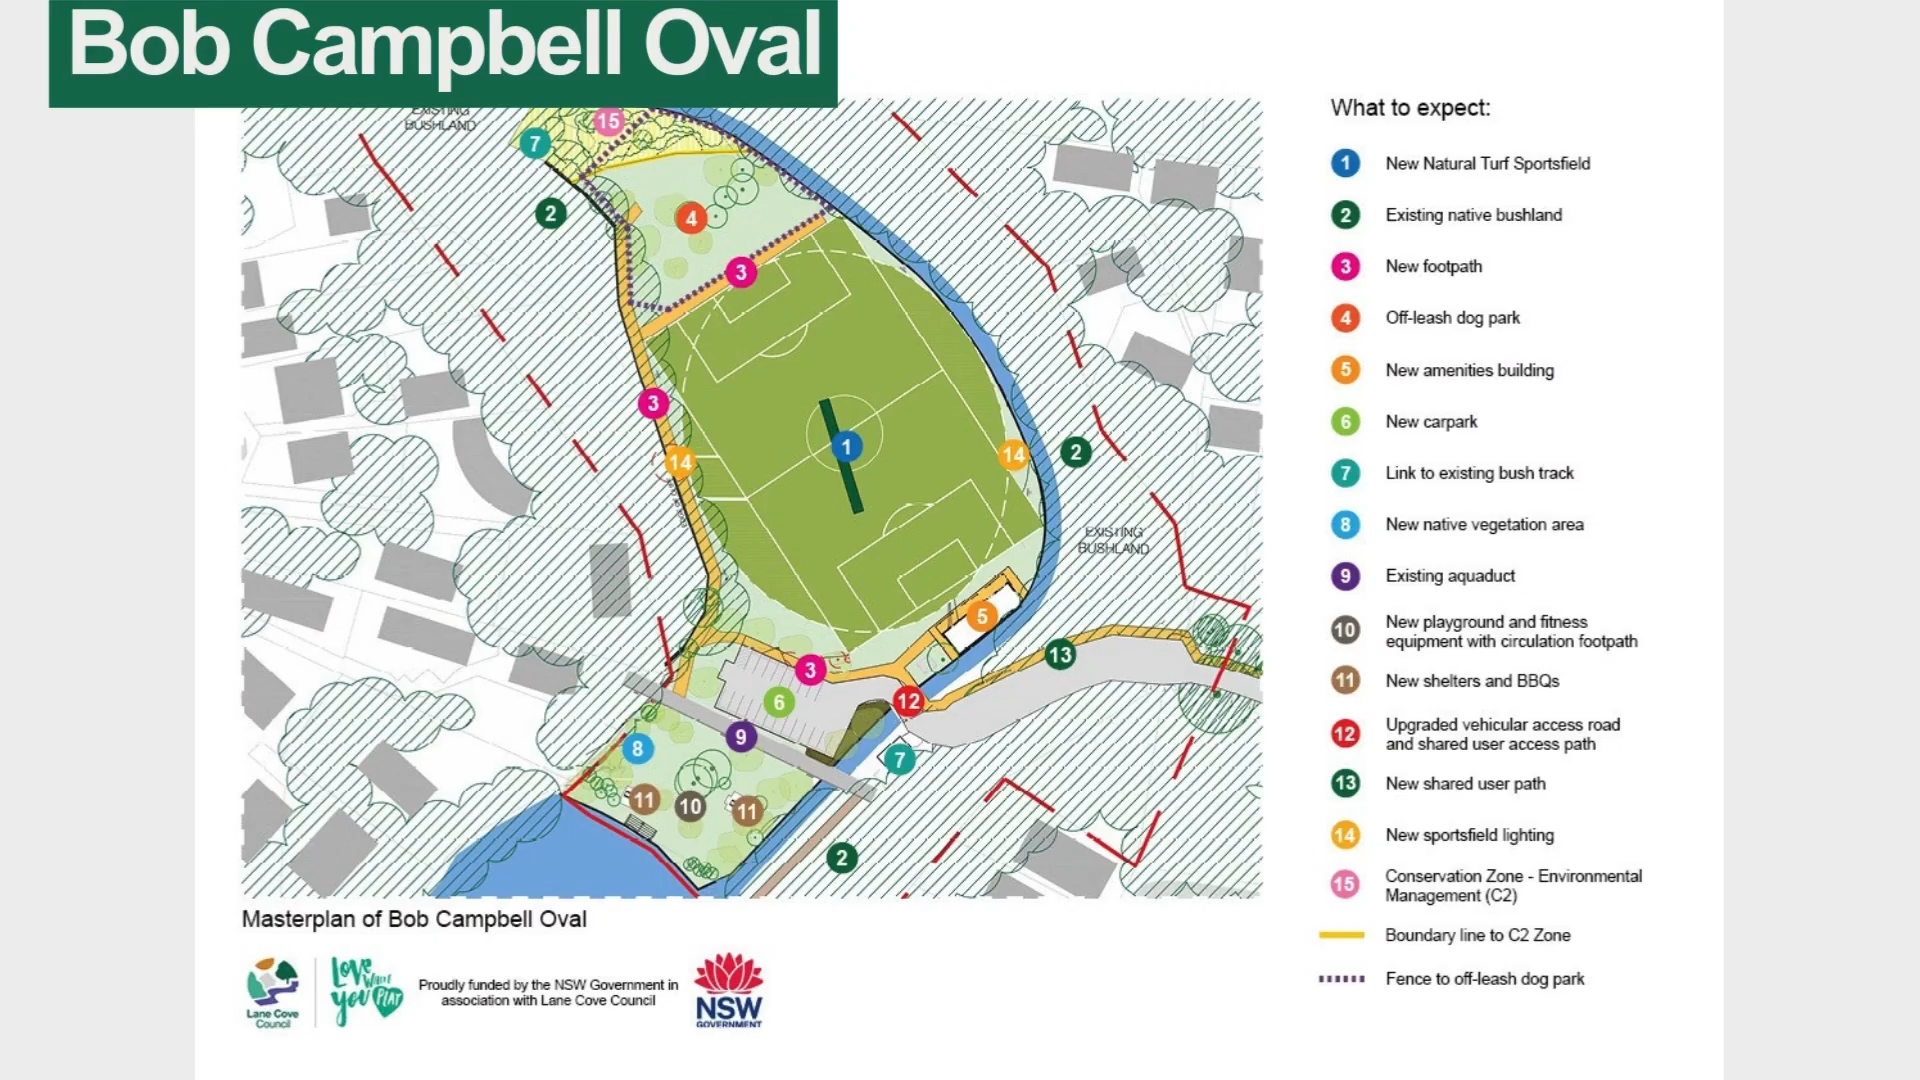 Bob Campbell Oval
EXISTING
BUSHLAND
15
7
2
4
3
3
14
1
14
2
EXISTING
BUSHLAND
5
13
3
6
12
9
8
7
11
10
11
2
Masterplan of Bob Campbell Oval
Lane Cove
Council
Love
Where
you
PLAY
Proudly funded by the NSW Government in
association with Lane Cove Council
NSW
GOVERNMENT
What to expect:
1 New Natural Turf Sportsfield
2 Existing native bushland
3 New footpath
4 Off-leash dog park
5 New amenities building
6 New carpark
7 Link to existing bush track
8 New native vegetation area
9 Existing aquaduct
10 New playground and fitness
equipment with circulation footpath
11 New shelters and BBQs
12 Upgraded vehicular access road
and shared user access path
13 New shared user path
14 New sportsfield lighting
15 Conservation Zone - Environmental
Management (C2)
Boundary line to C2 Zone
Fence to off-leash dog park